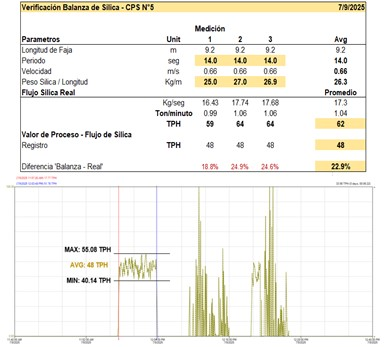 Verificación Balanza de Silica - CPS N°5 7/9/2025
Medición
Parametros Unit 1 2 3 Avg
Longitud de Faja m 9.2 9.2 9.2 9.2
Periodo seg 14.0 14.0 14.0 14.0
Velocidad m/s 0.66 0.66 0.66 0.66
Peso Silica / Longitud Kg/m 25.0 27.0 26.9 26.3
Flujo Silica Real Promedio
Kg/seg 16.43 17.74 17.68 17.3
Ton/minuto 0.99 1.06 1.06 1.04
TPH 59 64 64 62
Valor de Proceso - Flujo de Silica
Registro TPH 48 48 48 48
Diferencia 'Balanza - Real' 18.8% 24.9% 24.6% 22.9%
MAX: 55.08 TPH
AVG: 48 TPH
MIN: 40.14 TPH